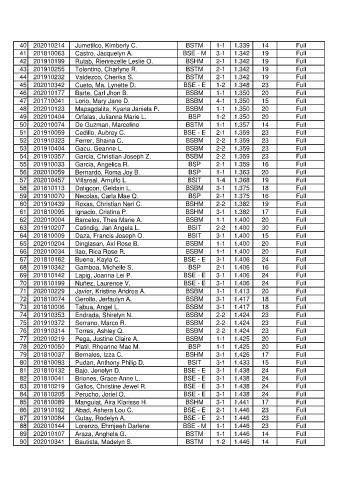 40 202010214 Jumetilco, Kimberly C. BSTM 1-1 1.339 14 Full
41 201810063 Castro, Jacquelyn A. BSE - M 3-1 1.342 19 Full
42 201910199 Rutab, Rienrezelle Leslie O. BSHM 2-1 1.342 19 Full
43 201910255 Tolentino, Charlyne R. BSTM 2-1 1.342 19 Full
44 201910232 Valdezco, Cherika S. BSTM 2-1 1.342 19 Full
45 202010342 Cueto, Ma. Lynette D. BSE - E 1-2 1.348 23 Full
46 202010177 Barte, Carl Jhon B. BSBM 1-1 1.350 20 Full
47 201710041 Lorio, Mary Jane D. BSBM 4-1 1.350 15 Full
48 202010123 Mapagdalita, Kyana Janiela P. BSBM 1-1 1.350 20 Full
49 202010404 Orfalas, Julianna Marie L. BSP 1-2 1.350 20 Full
50 202010074 De Guzman, Marcelino BSTM 1-1 1.357 14 Full
51 201910059 Cedillo, Aubrey C. BSE - E 2-1 1.359 23 Full
52 201910323 Ferrer, Shaina C. BSBM 2-2 1.359 23 Full
53 201910404 Gacu, Geanne L. BSBM 2-2 1.359 23 Full
54 201910357 Garcia, Christian Joseph Z. BSBM 2-2 1.359 23 Full
55 201910033 Garcia, Angelica R. BSP 2-1 1.359 16 Full
56 202010059 Bernardo, Roma Joy B. BSP 1-1 1.363 20 Full
57 202010457 Villareal, Arnulfo L. BSIT 1-4 1.368 19 Full
58 201810113 Daligcon, Geldain L. BSBM 3-1 1.375 18 Full
59 201910070 Necolas, Carla Mae Q. BSP 2-1 1.375 16 Full
60 201910439 Roxas, Christian Neri C. BSHM 2-2 1.382 19 Full
61 201810095 Ignacio, Cristina P. BSHM 3-1 1.382 17 Full
62 202010004 Bacolos, Thea Marie A. BSBM 1-1 1.400 20 Full
63 201910207 Catindig, Jan Angela L. BSIT 2-2 1.400 30 Full
64 201810009 Doza, Francis Joseph O. BSIT 3-1 1.400 15 Full
65 202010204 Dinglasan, Axl Rose B. BSBM 1-1 1.400 20 Full
66 202010034 Ilao, Rica Rose R. BSBM 1-1 1.400 20 Full
67 201810162 Buena, Kayla C. BSE - E 3-1 1.406 24 Full
68 201910342 Gamboa, Michelle S. BSP 2-1 1.406 16 Full
69 201810142 Lapig, Joanna Lei P. BSE - E 3-1 1.406 24 Full
70 201810199 Nuñez, Laurence V. BSE - E 3-1 1.406 24 Full
71 202010229 Javier, Kristine Andrea A. BSBM 1-1 1.413 20 Full
72 201810074 Gerolio, Jerfaulyn A. BSBM 3-1 1.417 18 Full
73 201810006 Tabua, Angel L. BSBM 3-1 1.417 18 Full
74 201910353 Endrada, Shirelyn N. BSBM 2-2 1.424 23 Full
75 201910372 Serrano, Marco R. BSBM 2-2 1.424 23 Full
76 201910314 Torres, Ashley Q. BSBM 2-2 1.424 23 Full
77 202010219 Pega, Justine Claire A. BSBM 1-1 1.425 20 Full
78 202010050 Piatil, Rhoanne Mae M. BSP 1-1 1.425 20 Full
79 201810037 Bernales, Izza C. BSHM 3-1 1.426 17 Full
80 201810093 Pudan, Anthony Philip D. BSIT 3-1 1.433 15 Full
81 201810132 Bajo, Jenelyn D. BSE - E 3-1 1.438 24 Full
82 201810041 Briones, Grace Anne L. BSE - E 3-1 1.438 24 Full
83 201810219 Gallos, Christine Jewel R. BSE - E 3-1 1.438 24 Full
84 201810205 Perucho, Joriel O. BSE - E 3-1 1.438 24 Full
85 201810089 Manguiat, Aira Klarisse H. BSHM 3-1 1.441 17 Full
86 201910192 Abad, Ashera Lou C. BSE - E 2-1 1.446 23 Full
87 201910084 Gutay, Rodelyn A. BSE - E 2-1 1.446 23 Full
88 202010144 Lorenzo, Ehmjaeh Darlene BSE - M 1-1 1.446 23 Full
89 202010107 Araza, Anghela G. BSTM 1-1 1.446 14 Full
90 202010341 Bautista, Madelyn S. BSTM 1-2 1.446 14 Full